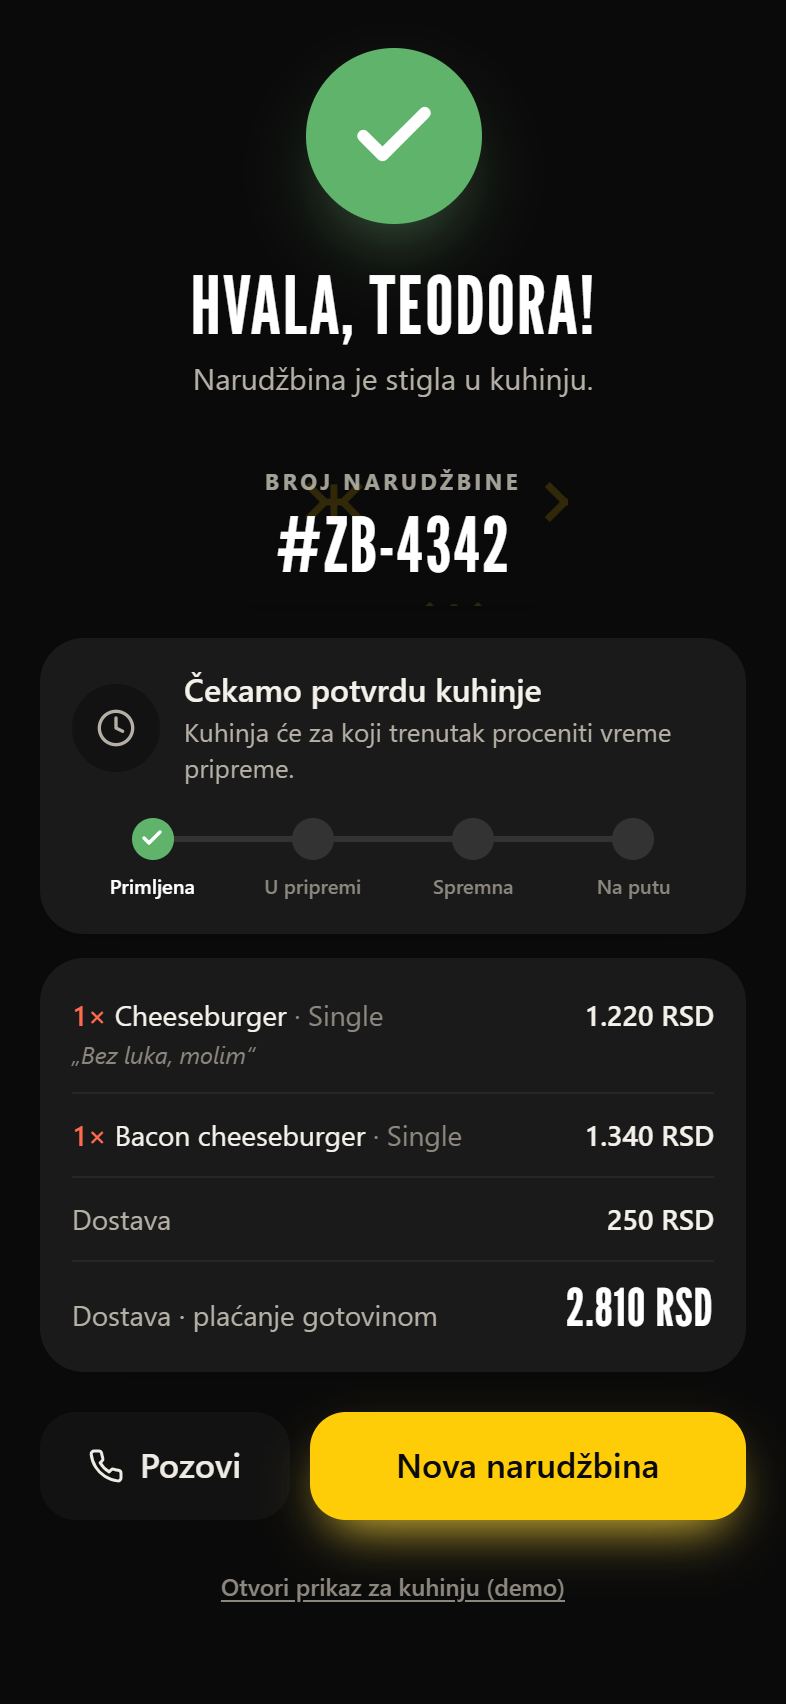 HVALA, TEODORA!
Narudžbina je stigla u kuhinju.
BROJ NARUDŽBINE
#ZB-4342
Čekamo potvrdu kuhinje
Kuhinja će za koji trenutak proceniti vreme
pripreme.
Primljena U pripremi Spremna Na putu
1× Cheeseburger · Single 1.220 RSD
„Bez luka, molim“
1× Bacon cheeseburger · Single 1.340 RSD
Dostava 250 RSD
Dostava · plaćanje gotovinom 2.810 RSD
Pozovi Nova narudžbina
Otvori prikaz za kuhinju (demo)